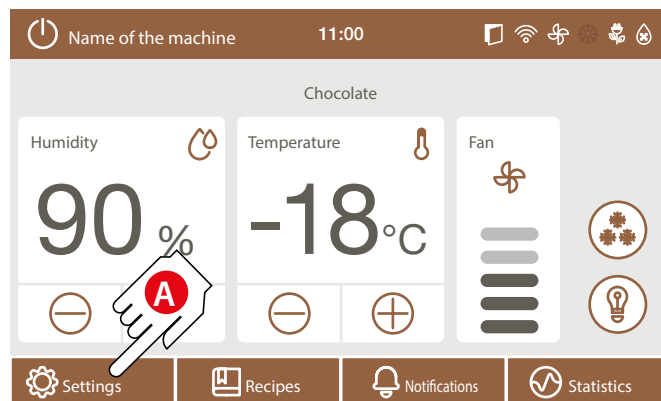 Name of the machine 11:00
Chocolate
Humidity Temperature Fan
90 % -18°C
A
Settings Recipes Notifications Statistics